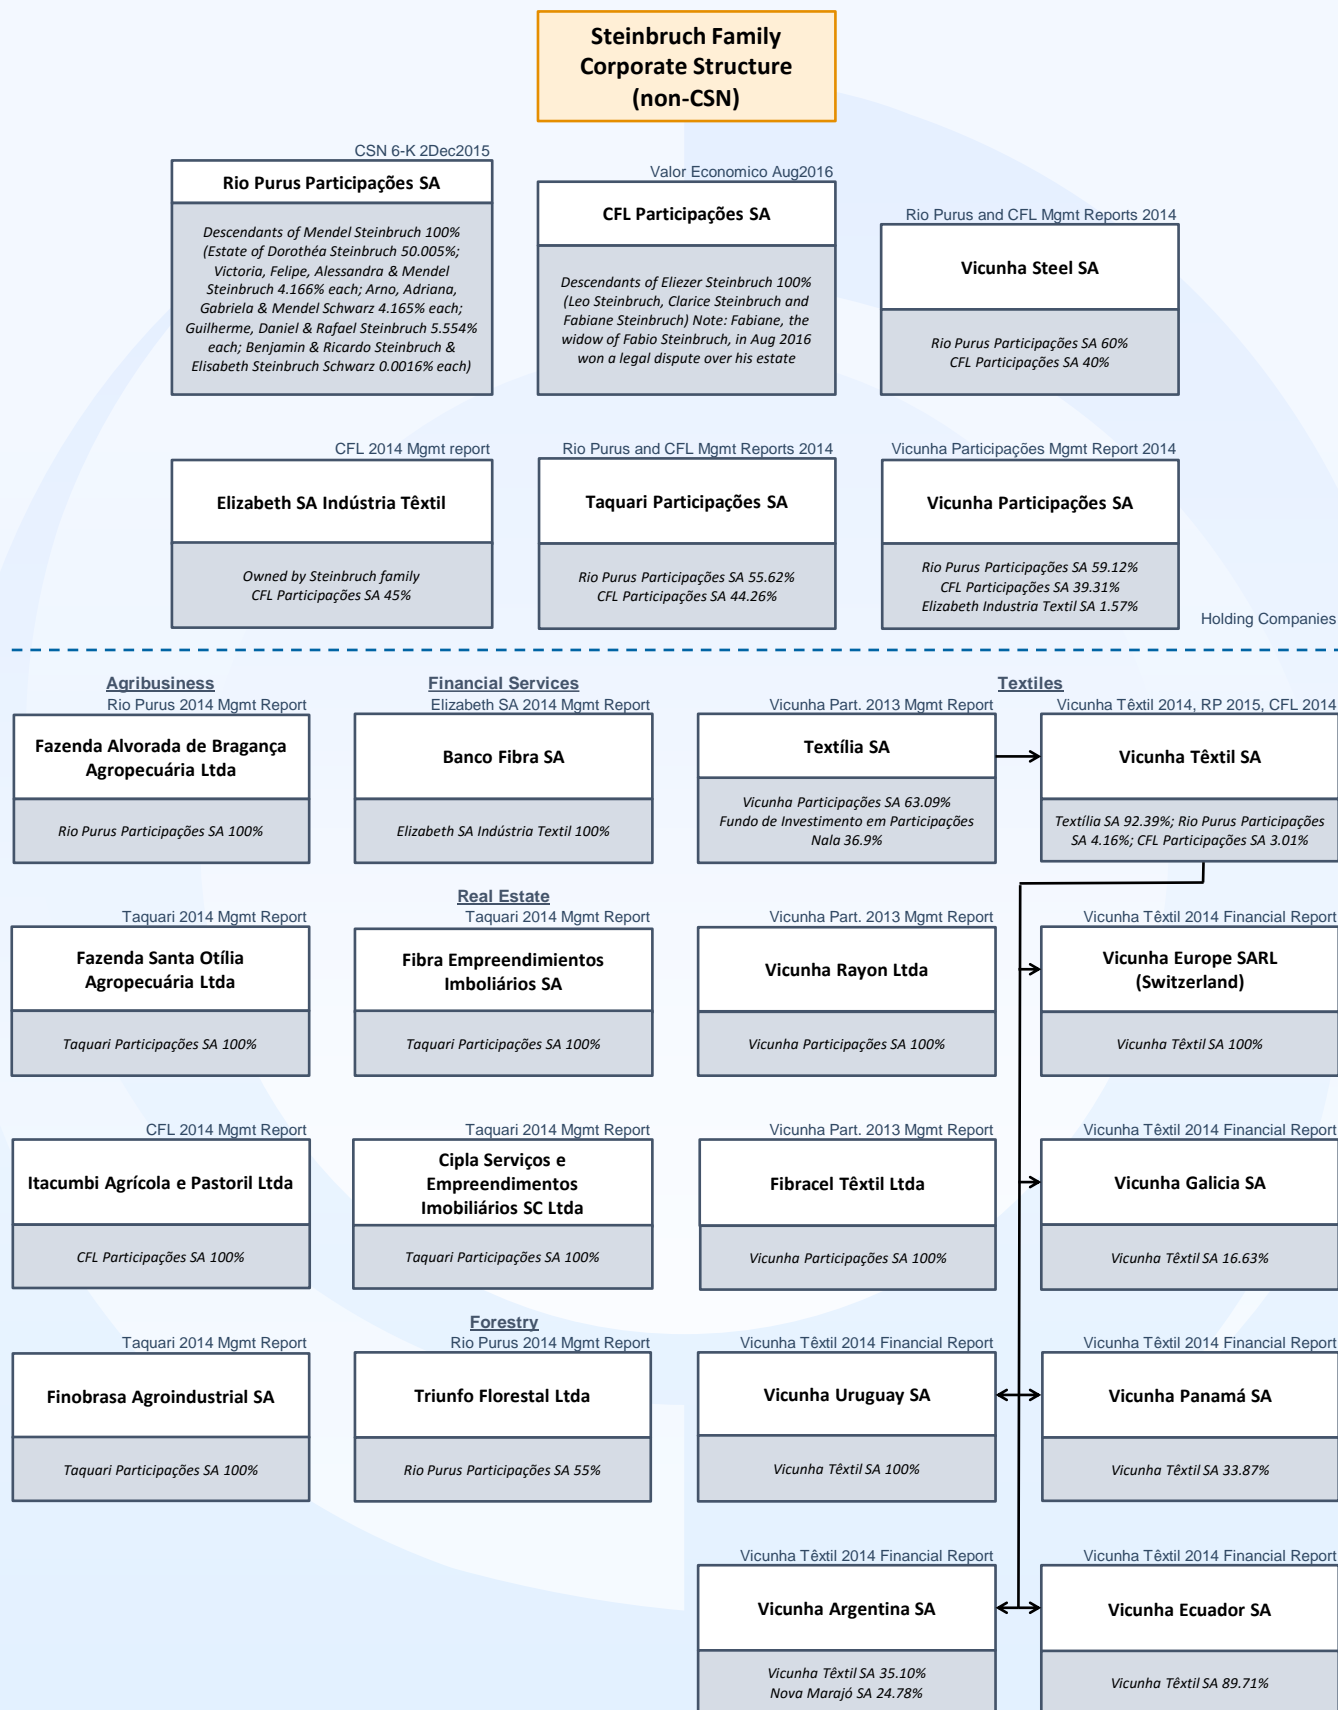 Steinbruch Family
Corporate Structure
(non-CSN)
CSN 6-K 2Dec2015
Rio Purus Participações SA
Descendants of Mendel Steinbruch 100%
(Estate of Dorothéa Steinbruch 50.005%;
Victoria, Felipe, Alessandra & Mendel
Steinbruch 4.166% each; Arno, Adriana,
Gabriela & Mendel Schwarz 4.165% each;
Guilherme, Daniel & Rafael Steinbruch 5.554%
each; Benjamin & Ricardo Steinbruch &
Elisabeth Steinbruch Schwarz 0.0016% each)
Valor Economico Aug2016
CFL Participações SA
Descendants of Eliezer Steinbruch 100%
(Leo Steinbruch, Clarice Steinbruch and
Fabiane Steinbruch) Note: Fabiane, the
widow of Fabio Steinbruch, in Aug 2016
won a legal dispute over his estate
Rio Purus and CFL Mgmt Reports 2014
Vicunha Steel SA
Rio Purus Participações SA 60%
CFL Participações SA 40%
CFL 2014 Mgmt report
Elizabeth SA Indústria Têxtil
Owned by Steinbruch family
CFL Participações SA 45%
Rio Purus and CFL Mgmt Reports 2014
Taquari Participações SA
Rio Purus Participações SA 55.62%
CFL Participações SA 44.26%
Vicunha Participações Mgmt Report 2014
Vicunha Participações SA
Rio Purus Participações SA 59.12%
CFL Participações SA 39.31%
Elizabeth Industria Textil SA 1.57%
Holding Companies
Agribusiness
Rio Purus 2014 Mgmt Report
Fazenda Alvorada de Bragança
Agropecuária Ltda
Rio Purus Participações SA 100%
Financial Services
Elizabeth SA 2014 Mgmt Report
Banco Fibra SA
Elizabeth SA Indústria Textil 100%
Textiles
Vicunha Part. 2013 Mgmt Report
Textília SA
Vicunha Participações SA 63.09%
Fundo de Investimento em Participações
Nala 36.9%
Vicunha Têxtil 2014, RP 2015, CFL 2014
Vicunha Têxtil SA
Textília SA 92.39%; Rio Purus Participações
SA 4.16%; CFL Participações SA 3.01%
Taquari 2014 Mgmt Report
Fazenda Santa Otília
Agropecuária Ltda
Taquari Participações SA 100%
Real Estate
Taquari 2014 Mgmt Report
Fibra Empreendimientos
Imboliários SA
Taquari Participações SA 100%
Vicunha Part. 2013 Mgmt Report
Vicunha Rayon Ltda
Vicunha Participações SA 100%
Vicunha Têxtil 2014 Financial Report
Vicunha Europe SARL
(Switzerland)
Vicunha Têxtil SA 100%
CFL 2014 Mgmt Report
Itacumbi Agrícola e Pastoril Ltda
CFL Participações SA 100%
Taquari 2014 Mgmt Report
Cipla Serviços e
Empreendimentos
Imobiliários SC Ltda
Taquari Participações SA 100%
Vicunha Part. 2013 Mgmt Report
Fibracel Têxtil Ltda
Vicunha Participações SA 100%
Vicunha Têxtil 2014 Financial Report
Vicunha Galicia SA
Vicunha Têxtil SA 16.63%
Taquari 2014 Mgmt Report
Finobrasa Agroindustrial SA
Taquari Participações SA 100%
Forestry
Rio Purus 2014 Mgmt Report
Triunfo Florestal Ltda
Rio Purus Participações SA 55%
Vicunha Têxtil 2014 Financial Report
Vicunha Uruguay SA
Vicunha Têxtil SA 100%
Vicunha Têxtil 2014 Financial Report
Vicunha Panamá SA
Vicunha Têxtil SA 33.87%
Vicunha Têxtil 2014 Financial Report
Vicunha Argentina SA
Vicunha Têxtil SA 35.10%
Nova Marajó SA 24.78%
Vicunha Têxtil 2014 Financial Report
Vicunha Ecuador SA
Vicunha Têxtil SA 89.71%